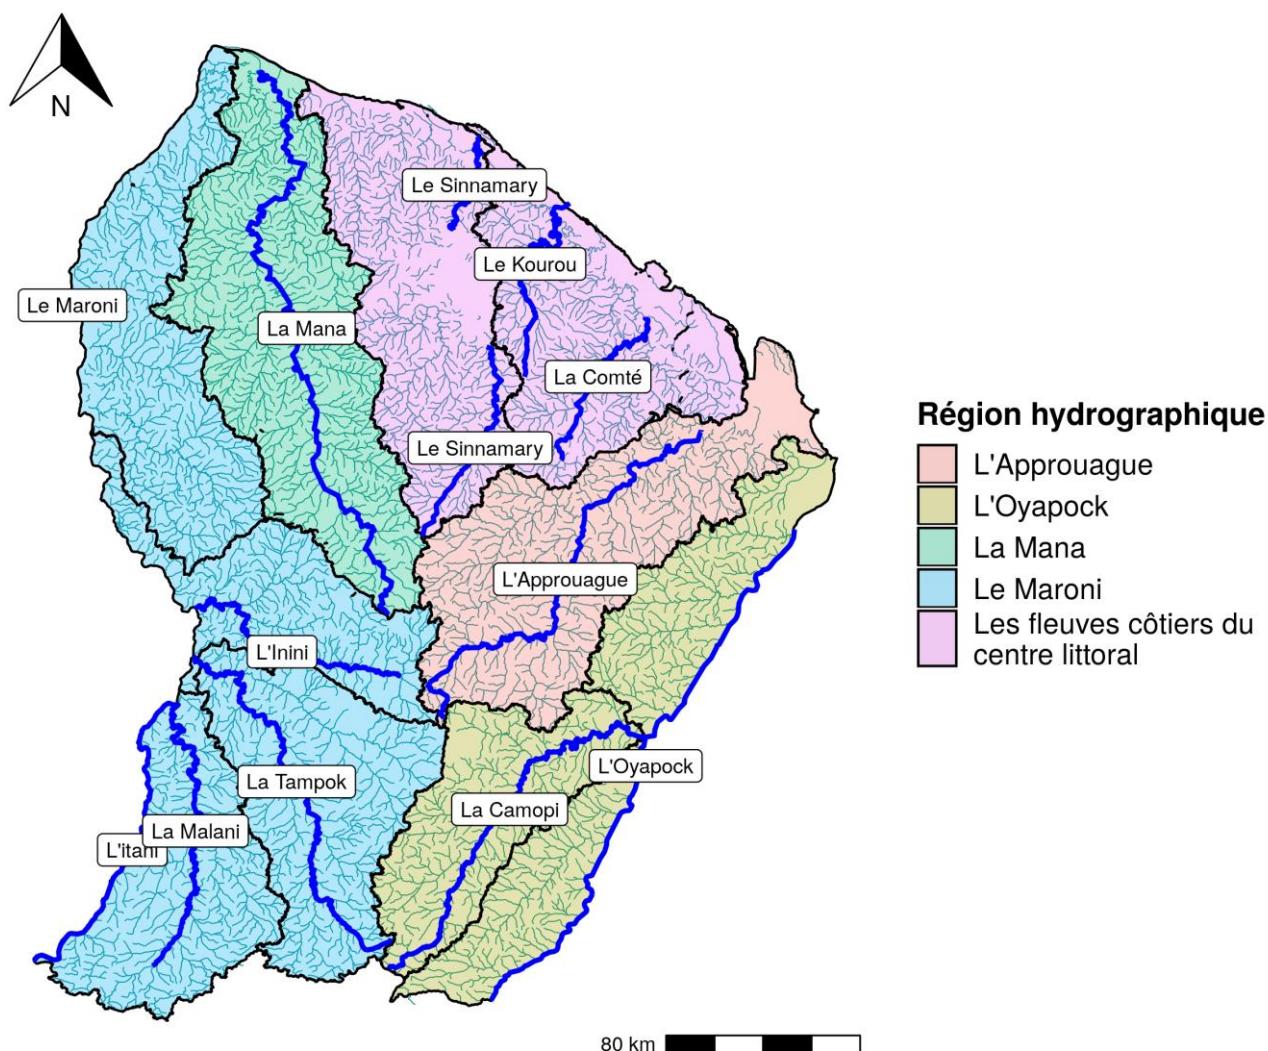 N
Le Sinnamary
Le Kourou
Le Maroni
La Mana
La Comté
Le Sinnamary
L'Approuague
L'Inini
L'Oyapock
La Tampok
La Camopi
La Malani
L'itani
Région hydrographique
L'Approuague
L'Oyapock
La Mana
Le Maroni
Les fleuves côtiers du
centre littoral
80 km